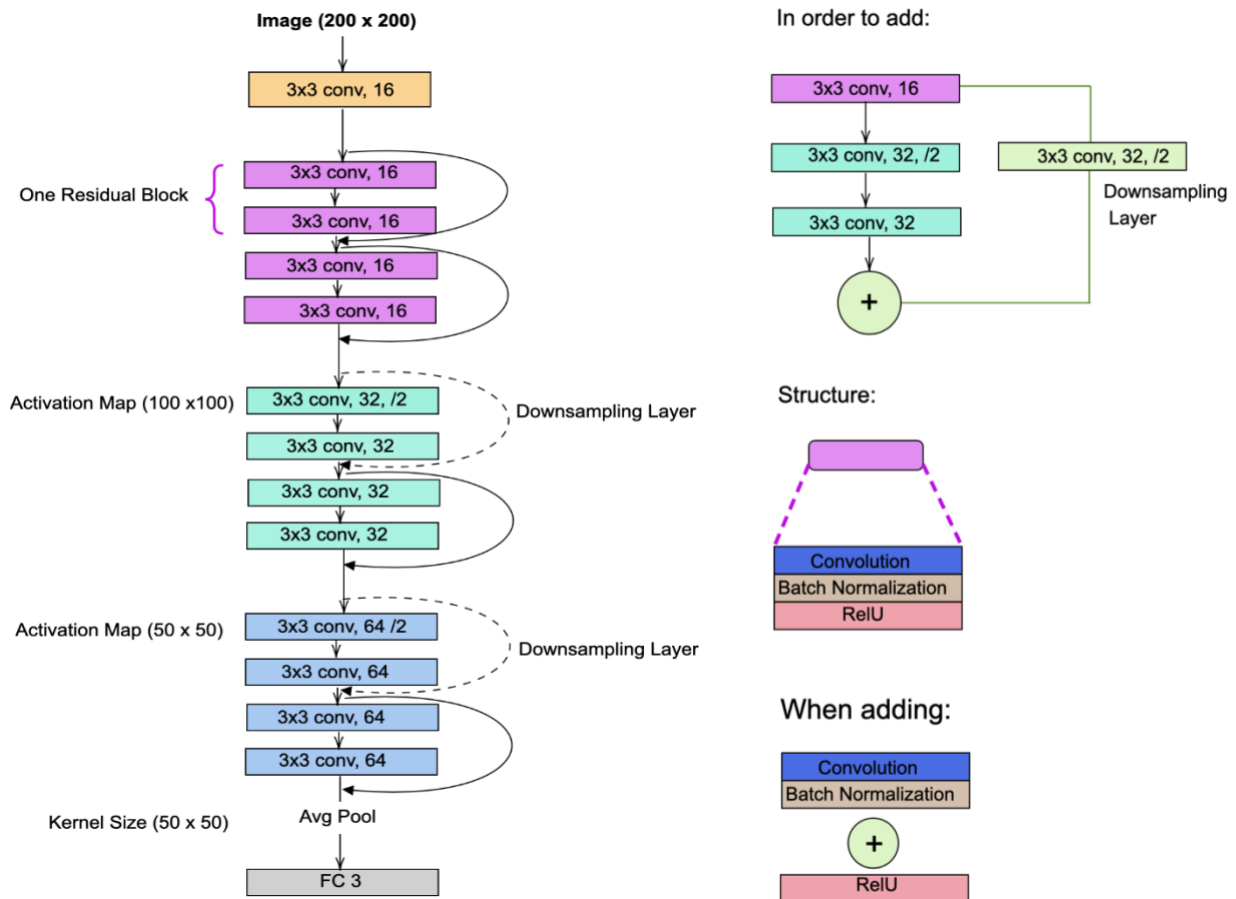 Image (200 x 200)
3x3 conv, 16
One Residual Block
3x3 conv, 16
3x3 conv, 16
3x3 conv, 16
3x3 conv, 16
Activation Map (100 x100)
3x3 conv, 32, /2
Downsampling Layer
3x3 conv, 32
3x3 conv, 32
3x3 conv, 32
Activation Map (50 x 50)
3x3 conv, 64 /2
Downsampling Layer
3x3 conv, 64
3x3 conv, 64
3x3 conv, 64
Kernel Size (50 x 50)
Avg Pool
FC 3
In order to add:
3x3 conv, 16
3x3 conv, 32, /2
3x3 conv, 32, /2
Downsampling
Layer
3x3 conv, 32
+
Structure:
Convolution
Batch Normalization
RelU
When adding:
Convolution
Batch Normalization
+
RelU